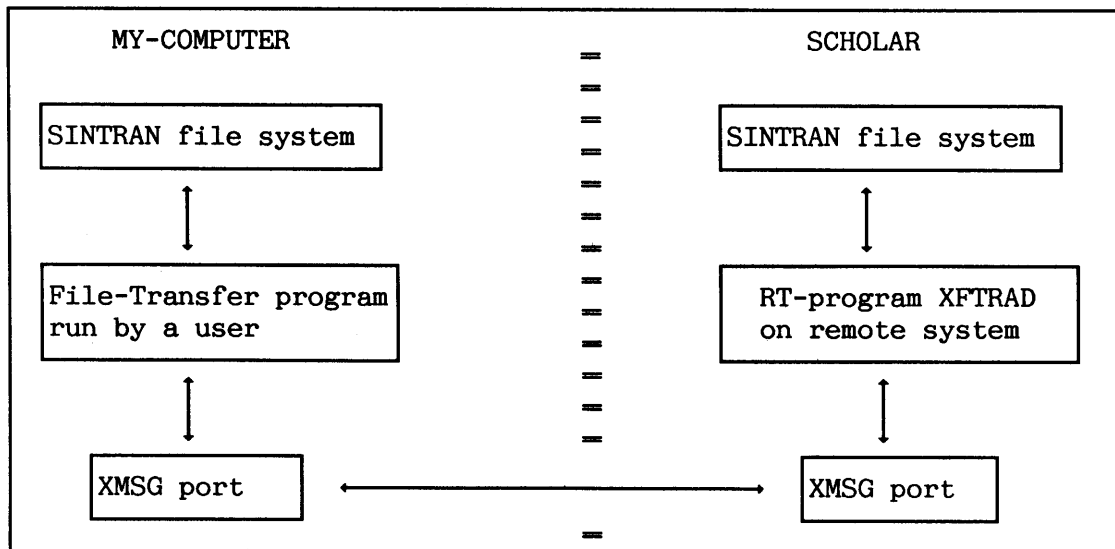 MY-COMPUTER
SINTRAN file system
File-Transfer program
run by a user
XMSG port
SCHOLAR
SINTRAN file system
RT-program XFTRAD
on remote system
XMSG port